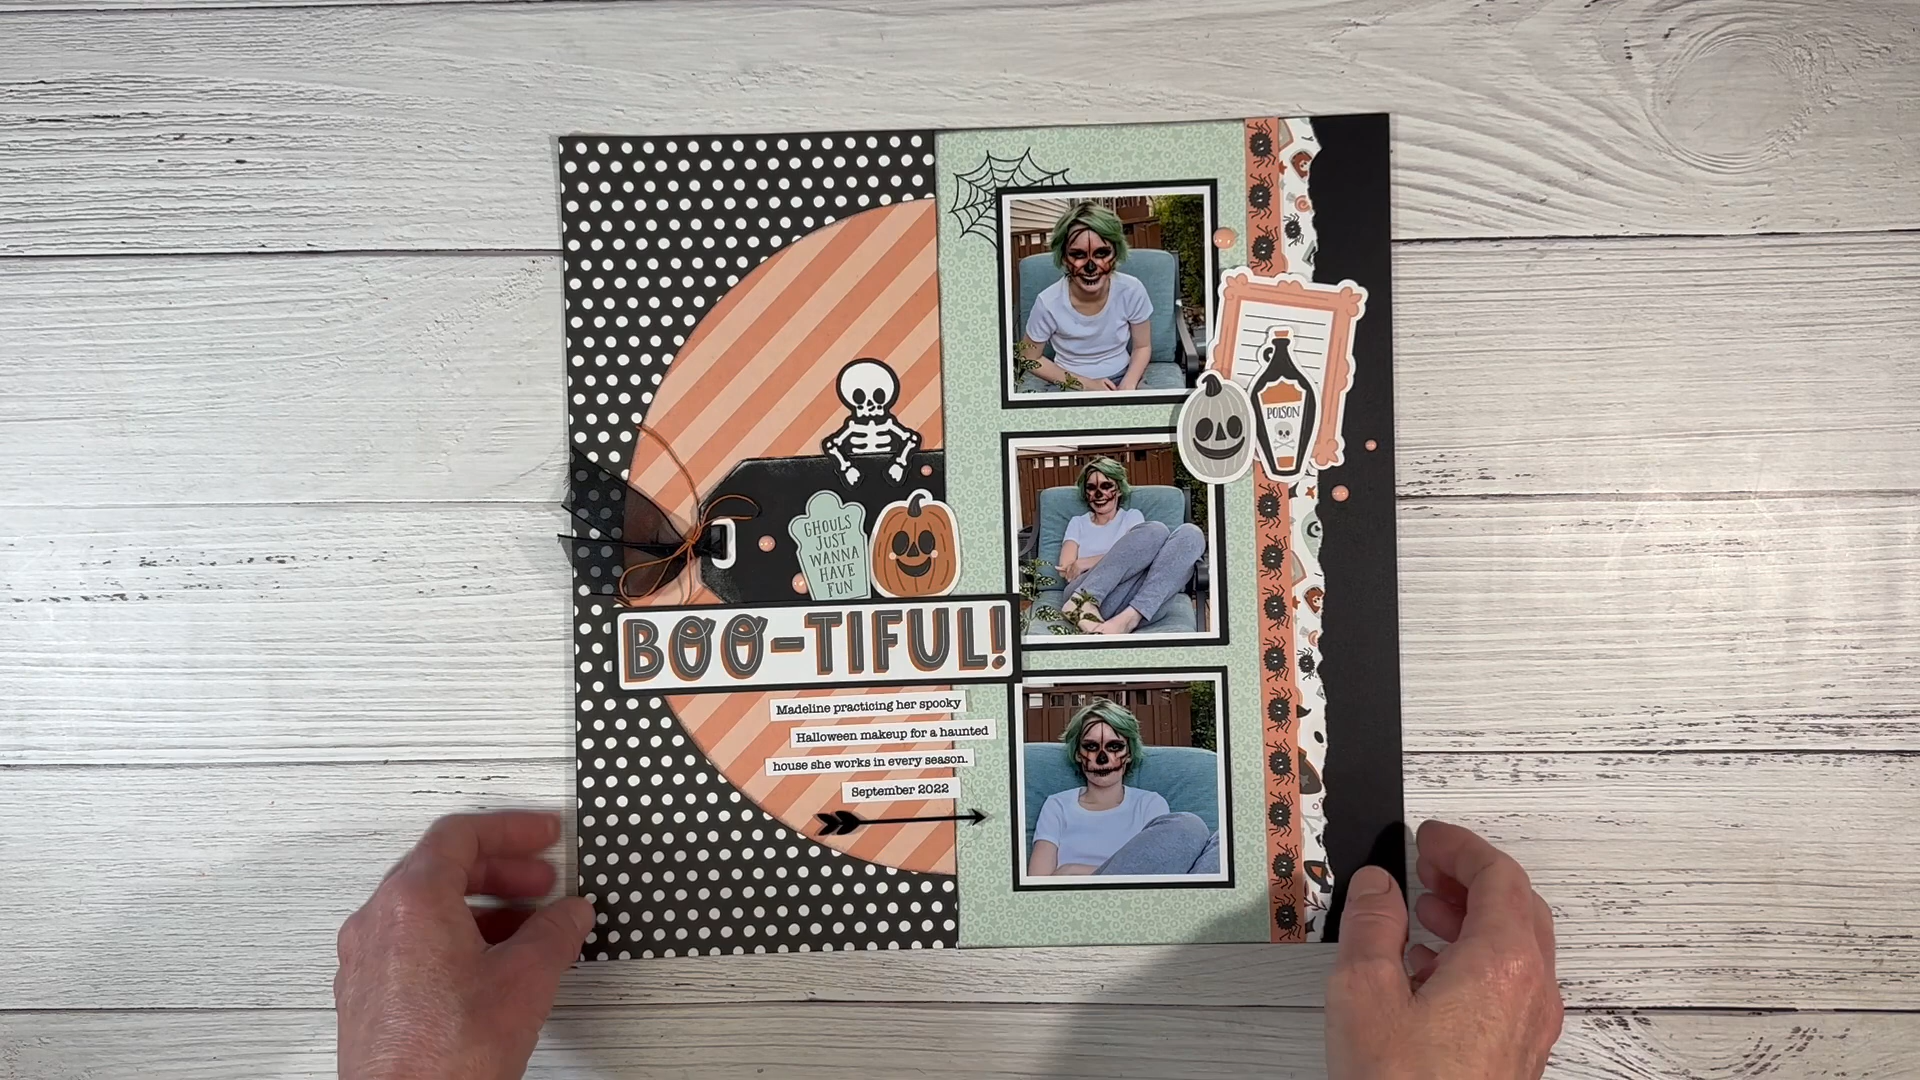 POISON
GHOULS
JUST
WANNA
HAVE
FUN
BOO-TIFUL!
Madeline practicing her spooky
Halloween makeup for a haunted
house she works in every season.
September 2022